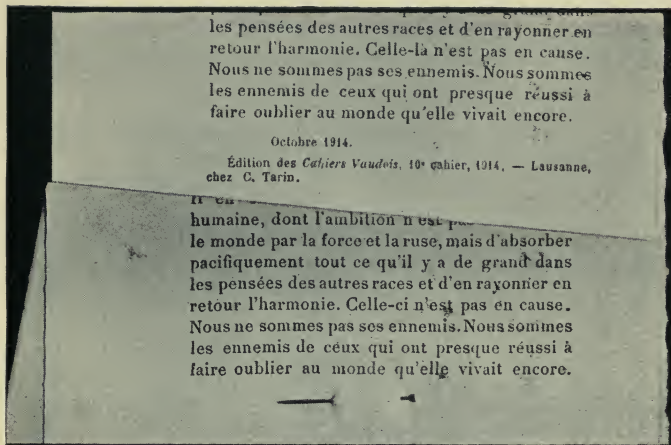 les pensées des autres races et d'en rayonner en
retour l'harmonie. Celle-là n'est pas en cause.
Nous ne sommes pas ses ennemis. Nous sommes
les ennemis de ceux qui ont presque réussi à
faire oublier au monde qu'elle vivait encore.
Octobre 1914.
Édition des Cahiers Vaudois, 10e cahier, 1914. — Lausanne,
chez C. Tarin.
humaine, dont l'ambition n'est pas
le monde par la force et la ruse, mais d'absorber
pacifiquement tout ce qu'il y a de grand dans
les pensées des autres races et d'en rayonner en
retour l'harmonie. Celle-ci n'est pas en cause.
Nous ne sommes pas ses ennemis. Nous sommes
les ennemis de ceux qui ont presque réussi à
faire oublier au monde qu'elle vivait encore.